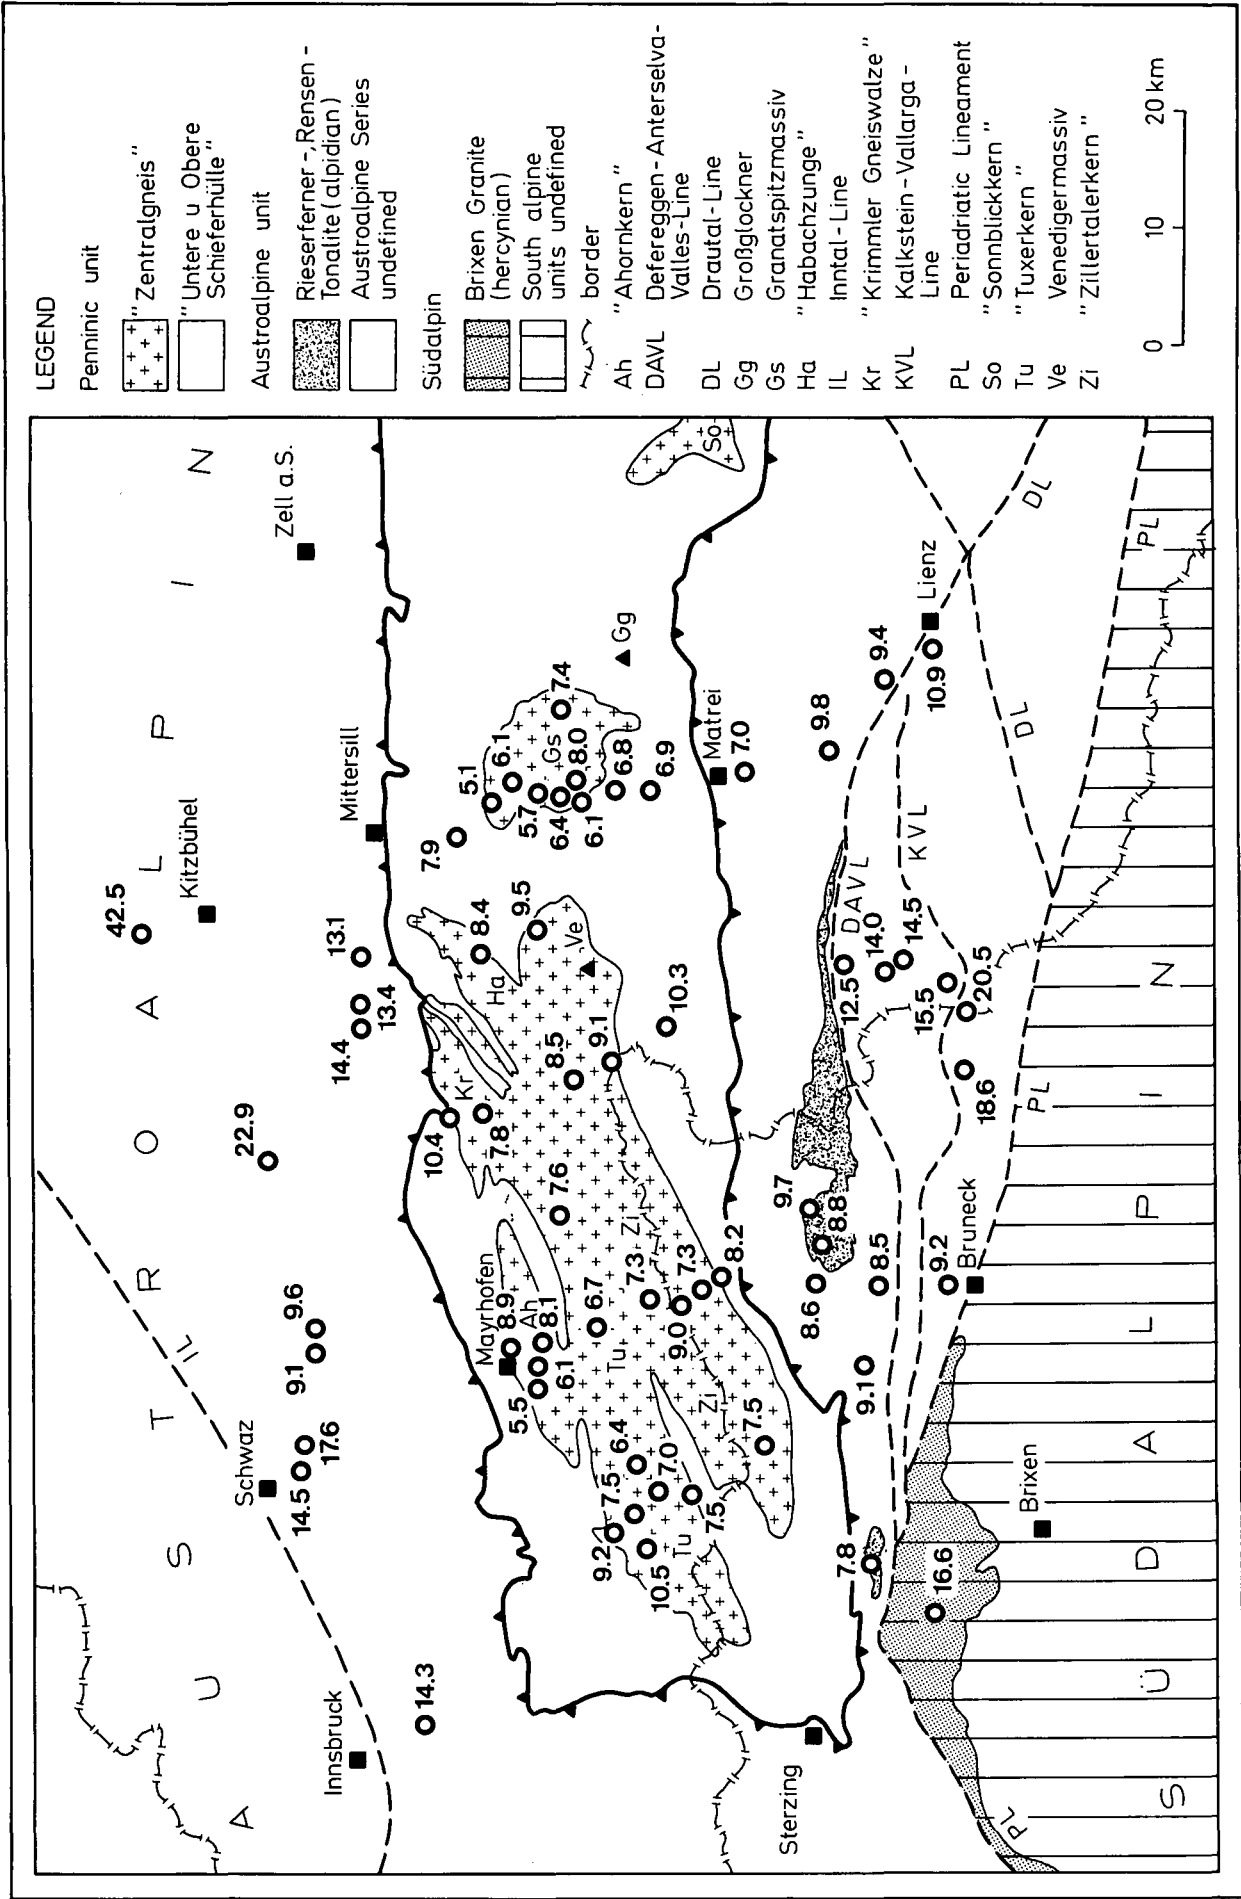 LEGEND
Penninic unit
"Zentralgneis"
"Untere u Obere
Schieferhülle"
Austroalpine unit
Rieserferner-,Rensen-
Tonalite (alpidian)
Austroalpine Series
undefined
Südalpin
Brixen Granite
(hercynian)
South alpine
units undefined
border
Ah "Ahornkern"
DAVL Defereggen-Anterselva-
Valles-Line
DL Drautal-Line
Gg Großglockner
Gs Granatspitzmassiv
Ha "Habachzunge"
IL Inntal-Line
Kr "Krimmler Gneiswalze"
KVL Kalkstein-Vallarga-
Line
PL Periadriatic Lineament
So "Sonnblickkern"
Tu "Tuxerkern"
Ve Venedigermassiv
Zi "Zillertalerkern"
0 10 20 km
AUSTROALPIN
42.5
Kitzbühel
Zell a.S.
22.9
IL
Schwaz
14.5
17.6
9.1
9.6
Innsbruck
14.3
14.4
13.4
13.1
Mittersill
10.4
Kr
7.8
Ha
8.4
9.5
Ve
7.9
5.1
6.1
5.7
Gs
7.4
6.4
8.0
6.1
6.8
Gg
6.9
So
Mayrhofen
8.9
Ah
8.1
5.5
6.1
7.6
8.5
9.1
10.3
6.7
Tu
7.3
Zi
7.3
9.0
8.2
6.4
7.5
7.0
9.2
10.5
Tu
7.5
Zi
7.5
Matrei
7.0
Sterzing
7.8
9.7
8.8
8.6
8.5
9.1
9.2
Bruneck
9.8
9.4
Lienz
10.9
DAVL
12.5
14.0
14.5
KVL
15.5
20.5
18.6
DL
DL
PL
PL
PL
16.6
Brixen
SÜDALPIN